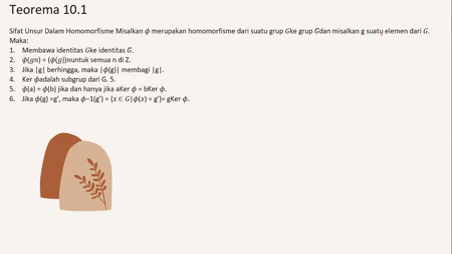 Teorema 10.1
Sifat Unsur Dalam Homomorfisme Misalkan ϕ merupakan homomorfisme dari suatu grup Gke grup Ḡdan misalkan g suatu elemen dari G.
Maka:
1. Membawa identitas Gke identitas Ḡ.
2. ϕ(gn) = (ϕ(g))nuntuk semua n di Z.
3. Jika |g| berhingga, maka |ϕ(g)| membagi |g|.
4. Ker ϕadalah subgrup dari G. 5.
5. ϕ(a) = ϕ(b) jika dan hanya jika aKer ϕ = bKer ϕ.
6. Jika ϕ(g) =g′, maka ϕ−1(g′) = {x ∈ G|ϕ(x) = g′}= gKer ϕ.